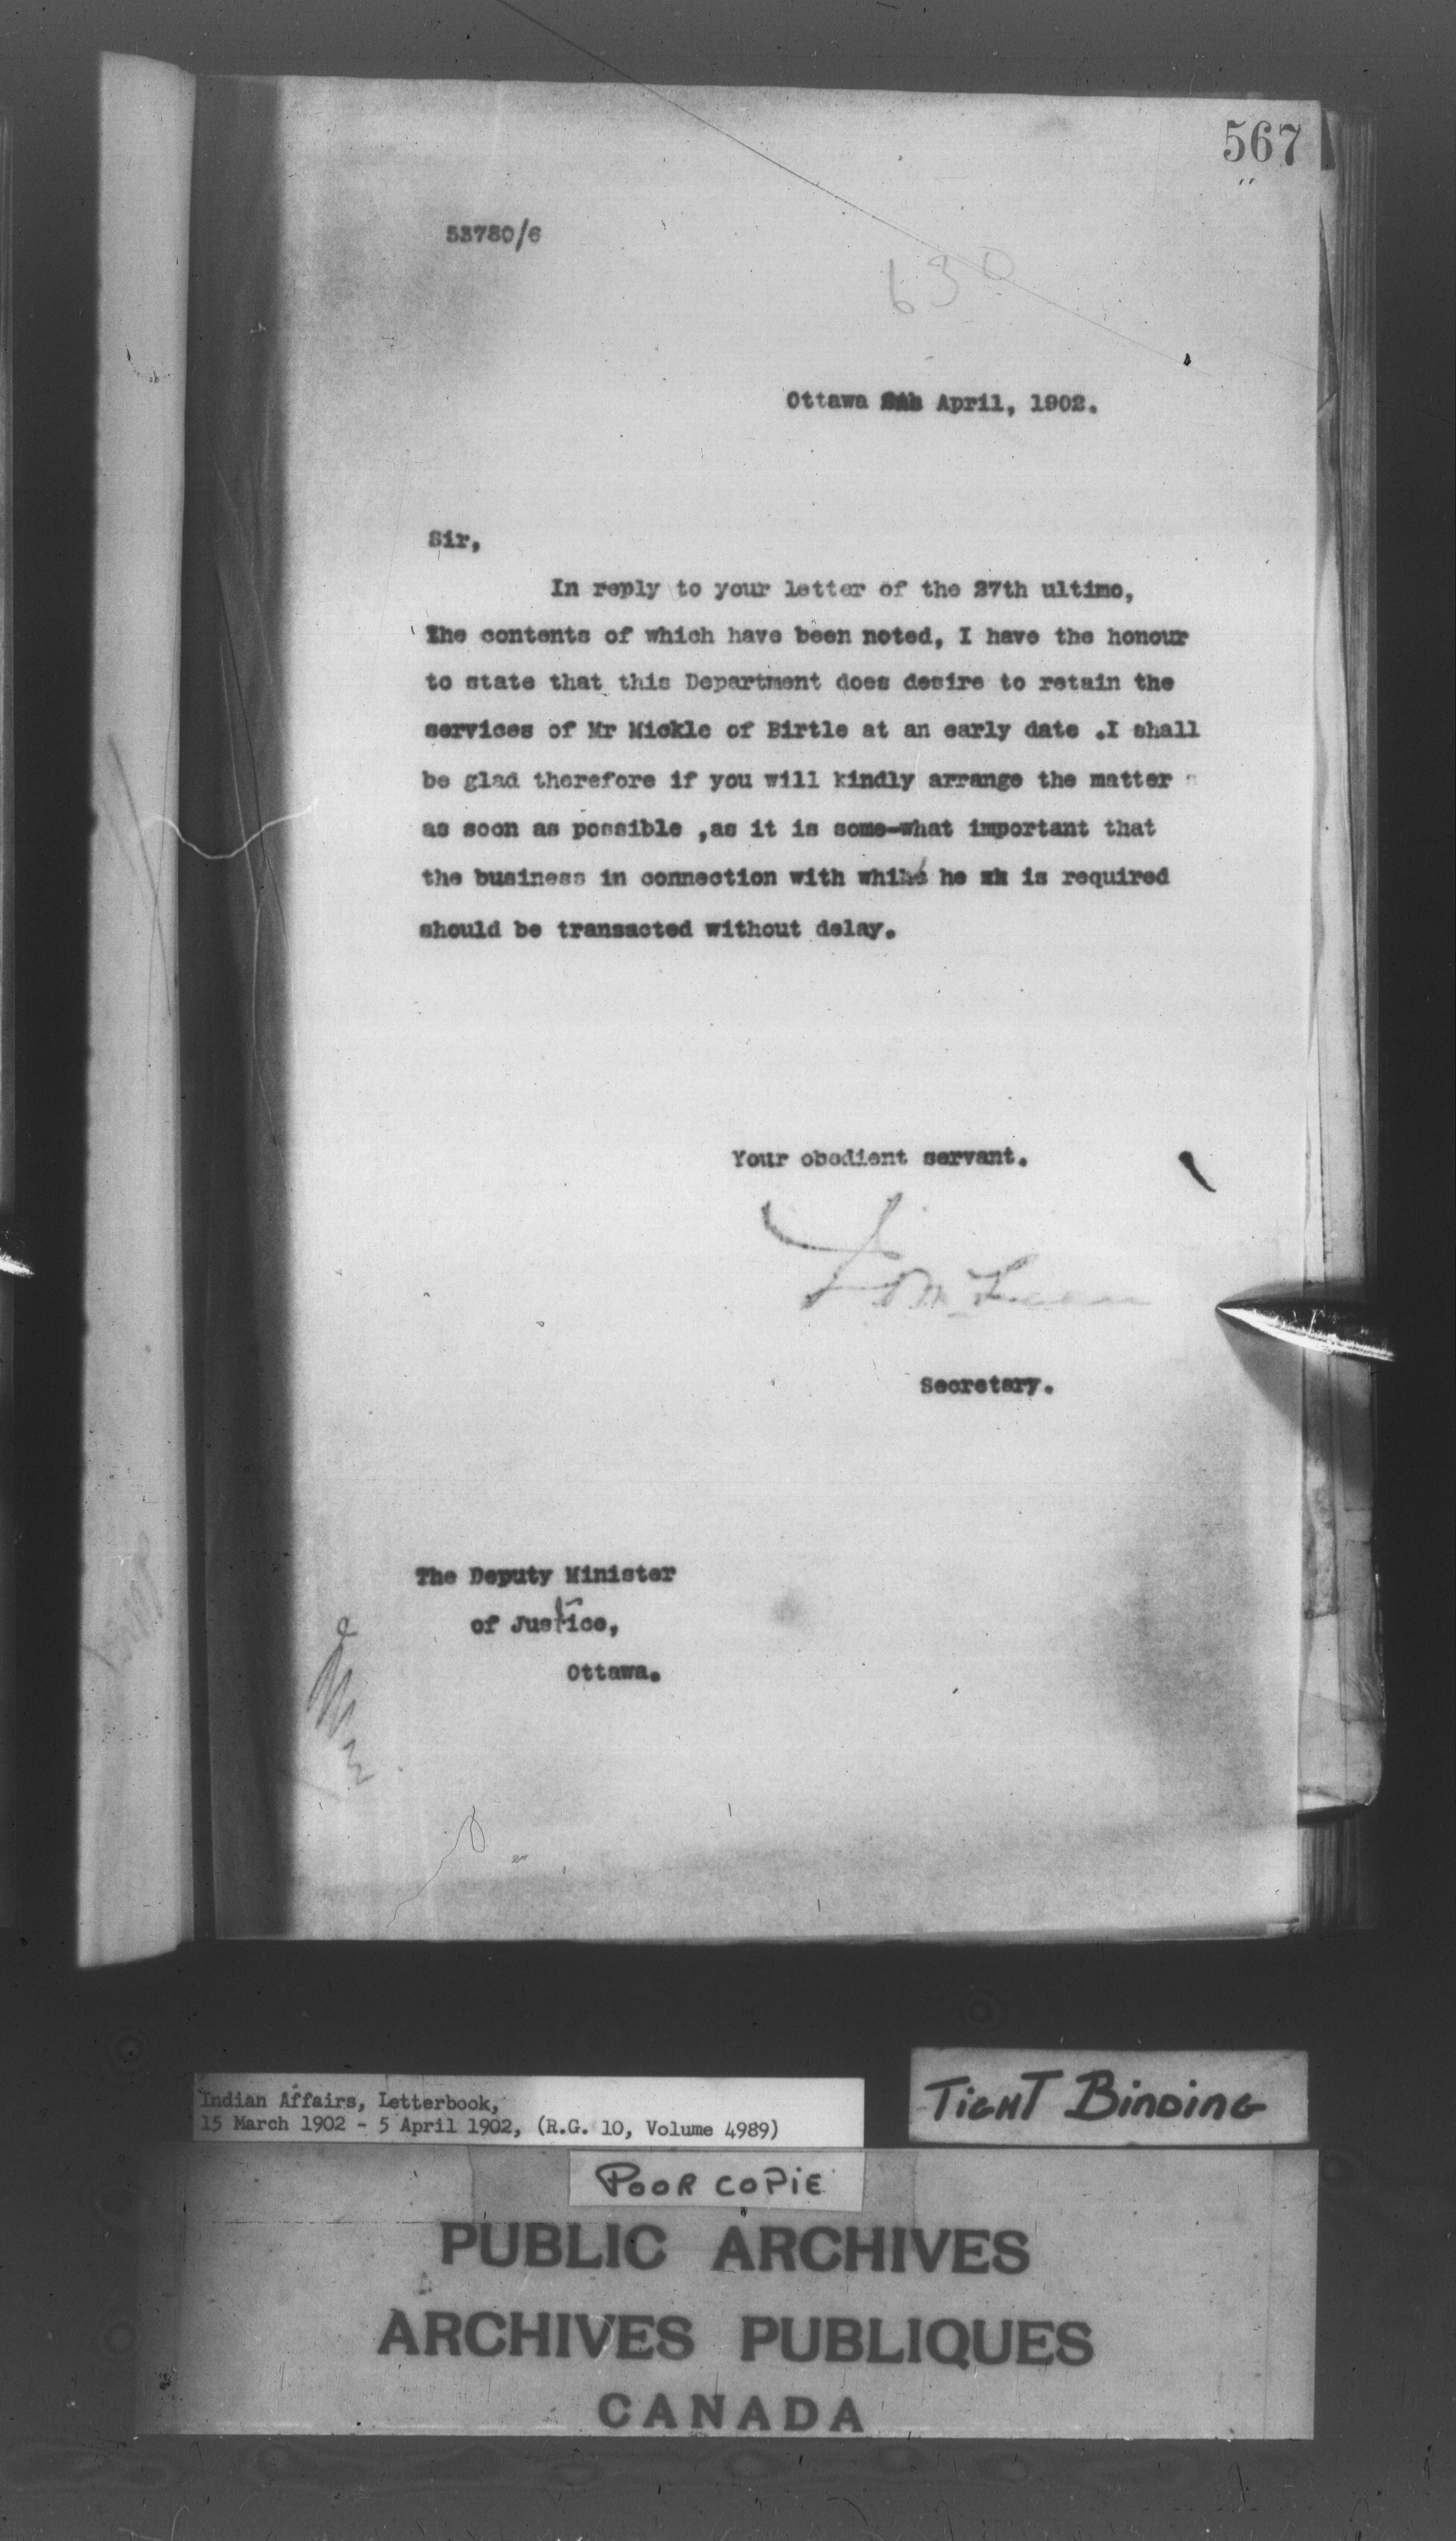 567
53780/6
630
Ottawa April, 1902.
Sir,
In reply to your letter of the 27th ultimo,
The contents of which have been noted, I have the honour
to state that this Department does desire to retain the
services of Mr Mickle of Birtle at an early date .I shall
be glad therefore if you will kindly arrange the matter
as soon as possible ,as it is some-what important that
the business in connection with he is required
should be transacted without delay.
Your obedient servant.
McLean
Secretary.
The Deputy Minister
of Justice,
Ottawa.
Indian Affairs, Letterbook,
15 March 1902 - 5 April 1902, (R.G. 10, Volume 4989)
TIGHT BINDING
POOR COPIE
PUBLIC ARCHIVES
ARCHIVES PUBLIQUES
CANADA